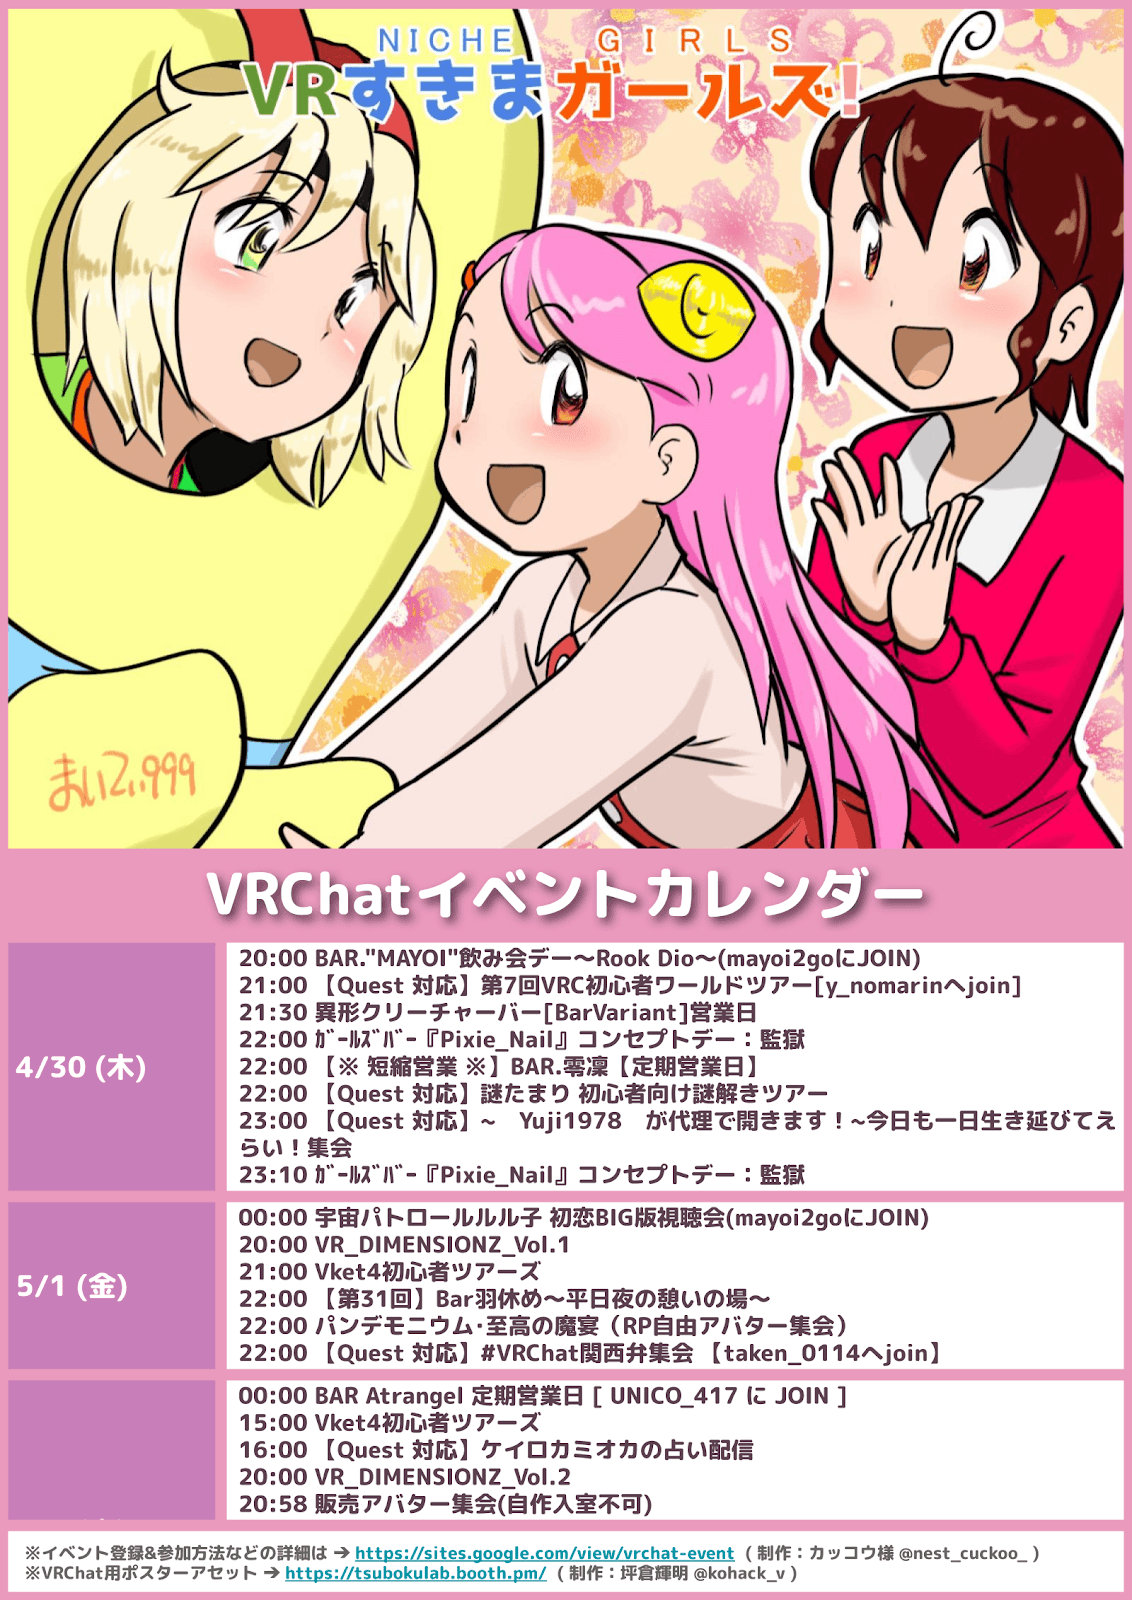 NICHE GIRLS
VRすきまガールズ!
まいてぃ999
VRChatイベントカレンダー
4/30 (木)
20:00 BAR."MAYOI"飲み会デー～Rook Dio～(mayoi2goにJOIN)
21:00 【Quest 対応】第7回VRC初心者ワールドツアー[y_nomarinへjoin]
21:30 異形クリーチャーバー[BarVariant]営業日
22:00 ｶﾞｰﾙｽﾞﾊﾞｰ『Pixie_Nail』コンセプトデー：監獄
22:00 【※ 短縮営業 ※】BAR.零凜【定期営業日】
22:00 【Quest 対応】謎たまり 初心者向け謎解きツアー
23:00 【Quest 対応】~　Yuji1978　が代理で開きます！~今日も一日生き延びてえ
らい！集会
23:10 ｶﾞｰﾙｽﾞﾊﾞｰ『Pixie_Nail』コンセプトデー：監獄
5/1 (金)
00:00 宇宙パトロールルル子 初恋BIG版視聴会(mayoi2goにJOIN)
20:00 VR_DIMENSIONZ_Vol.1
21:00 Vket4初心者ツアーズ
22:00 【第31回】Bar羽休め～平日夜の憩いの場～
22:00 パンデモニウム･至高の魔宴（RP自由アバター集会）
22:00 【Quest 対応】#VRChat関西弁集会 【taken_0114へjoin】
00:00 BAR Atrangel 定期営業日 [ UNICO_417 に JOIN ]
15:00 Vket4初心者ツアーズ
16:00 【Quest 対応】ケイロカミオカの占い配信
20:00 VR_DIMENSIONZ_Vol.2
20:58 販売アバター集会(自作入室不可)
※イベント登録&参加方法などの詳細は ➔ https://sites.google.com/view/vrchat-event ( 制作：カッコウ様 @nest_cuckoo_ )
※VRChat用ポスターアセット ➔ https://tsubokulab.booth.pm/ ( 制作：坪倉輝明 @kohack_v )